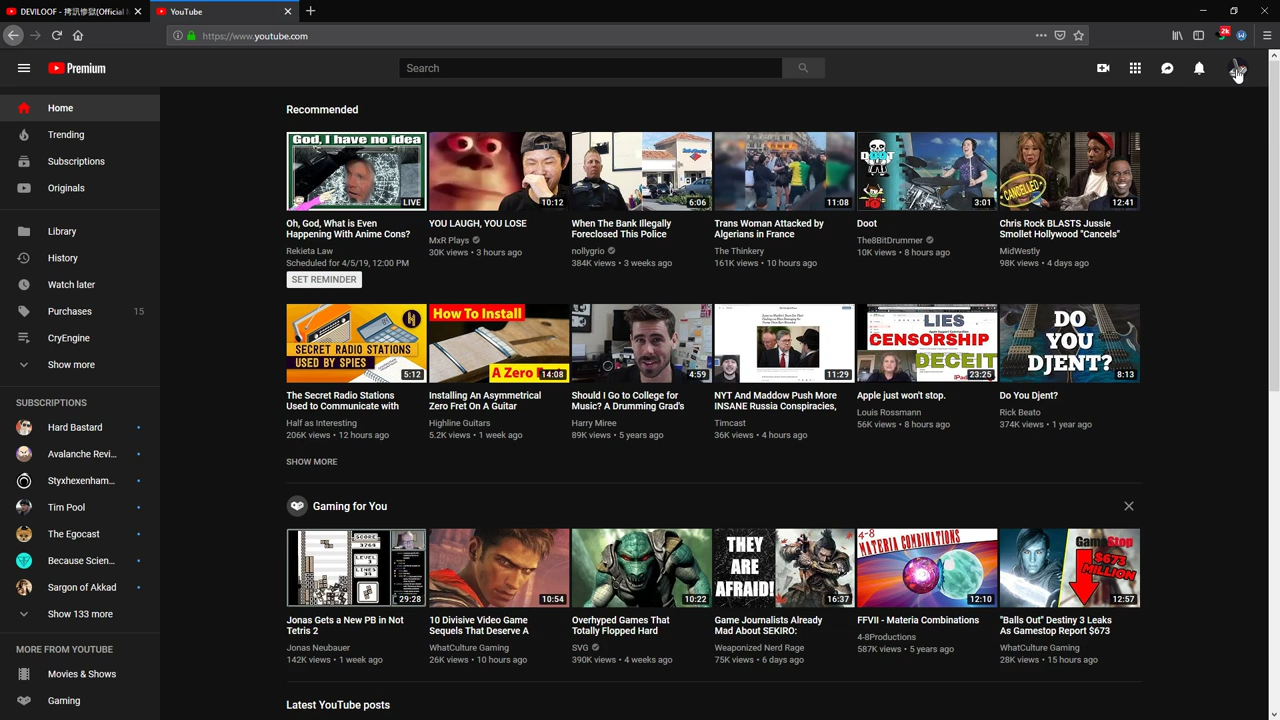 DEVILOOF - 拷訊惨獄(Official
YouTube
https://www.youtube.com
2k
Premium
Search
Home
Trending
Subscriptions
Originals
Library
History
Watch later
Purchases
15
CryEngine
Show more
SUBSCRIPTIONS
Hard Bastard
Avalanche Revi...
Styxhexenham...
Tim Pool
The Egocast
Because Scien...
Sargon of Akkad
Show 133 more
MORE FROM YOUTUBE
Movies & Shows
Gaming
Recommended
God, I have no idea
LIVE
Oh, God, What is Even
Happening With Anime Cons?
Rekieta Law
Scheduled for 4/5/19, 12:00 PM
SET REMINDER
10:12
YOU LAUGH, YOU LOSE
MxR Plays
30K views • 3 hours ago
6:06
When The Bank Illegally
Foreclosed This Police
nollygrio
384K views • 3 weeks ago
11:08
Trans Woman Attacked by
Algerians in France
The Thinkery
161K views • 10 hours ago
DOOT
3:01
Doot
The8BitDrummer
10K views • 8 hours ago
CANCELLED
12:41
Chris Rock BLASTS Jussie
Smollet Hollywood "Cancels"
MidWestly
98K views • 4 days ago
SECRET RADIO STATIONS
USED BY SPIES
5:12
The Secret Radio Stations
Used to Communicate with
Half as Interesting
206K views • 12 hours ago
How To Install
A Zero
14:08
Installing An Asymmetrical
Zero Fret On A Guitar
Highline Guitars
5.2K views • 1 week ago
4:59
Should I Go to College for
Music? A Drumming Grad's
Harry Miree
89K views • 5 years ago
11:29
NYT And Maddow Push More
INSANE Russia Conspiracies,
Timcast
36K views • 4 hours ago
LIES
CENSORSHIP
DECEIT
23:25
Apple just won't stop.
Louis Rossmann
56K views • 8 hours ago
DO
YOU
DJENT?
8:13
Do You Djent?
Rick Beato
374K views • 1 year ago
SHOW MORE
Gaming for You
SCORE
LEVEL
LINES
Jonas Gets a New PB in Not
Tetris 2
Jonas Neubauer
142K views • 1 week ago
10:54
10 Divisive Video Game
Sequels That Deserve A
WhatCulture Gaming
26K views • 10 hours ago
10:22
Overhyped Games That
Totally Flopped Hard
SVG
390K views • 4 weeks ago
THEY
ARE
AFRAID!
16:37
Game Journalists Already
Mad About SEKIRO:
Weaponized Nerd Rage
75K views • 6 days ago
4-8
MATERIA COMBINATIONS
12:10
FFVII - Materia Combinations
4-8Productions
587K views • 5 years ago
GameStop
$673
MILLION
12:57
"Balls Out" Destiny 3 Leaks
As Gamestop Report $673
WhatCulture Gaming
28K views • 15 hours ago
Latest YouTube posts